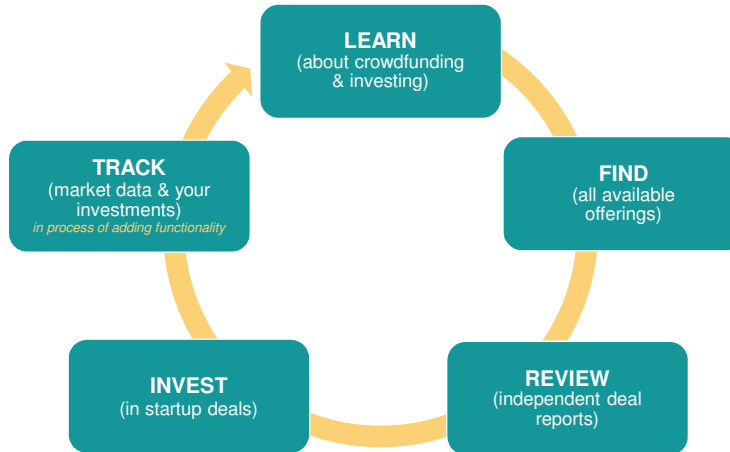 LEARN
(about crowdfunding
& investing)
FIND
(all available
offerings)
REVIEW
(independent deal
reports)
INVEST
(in startup deals)
TRACK
(market data & your
investments)
in process of adding functionality